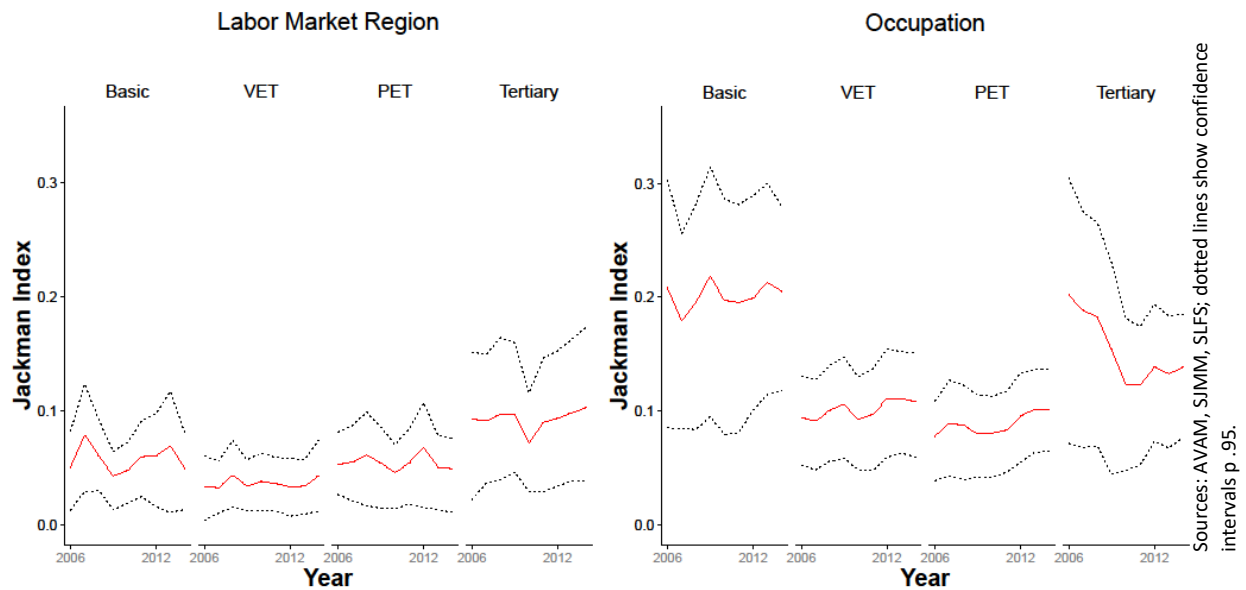 Labor Market Region
Basic VET PET Tertiary
Jackman Index
0.3
0.2
0.1
0.0
2006 2012 2006 2012 2006 2012 2006 2012
Year
Occupation
Basic VET PET Tertiary
Jackman Index
0.3
0.2
0.1
0.0
2006 2012 2006 2012 2006 2012 2006 2012
Year
Sources: AVAM, SJMM, SLFS; dotted lines show confidence
intervals p .95.